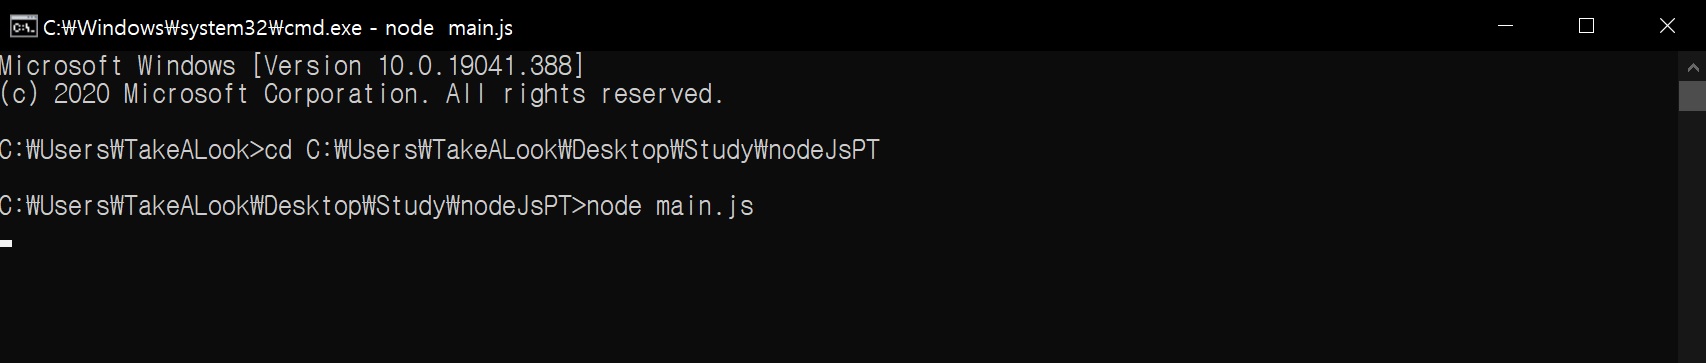 C:₩Windows₩system32₩cmd.exe - node  main.js
Microsoft Windows [Version 10.0.19041.388]
(c) 2020 Microsoft Corporation. All rights reserved.
C:₩Users₩TakeALook>cd C:₩Users₩TakeALook₩Desktop₩Study₩nodeJsPT
C:₩Users₩TakeALook₩Desktop₩Study₩nodeJsPT>node main.js